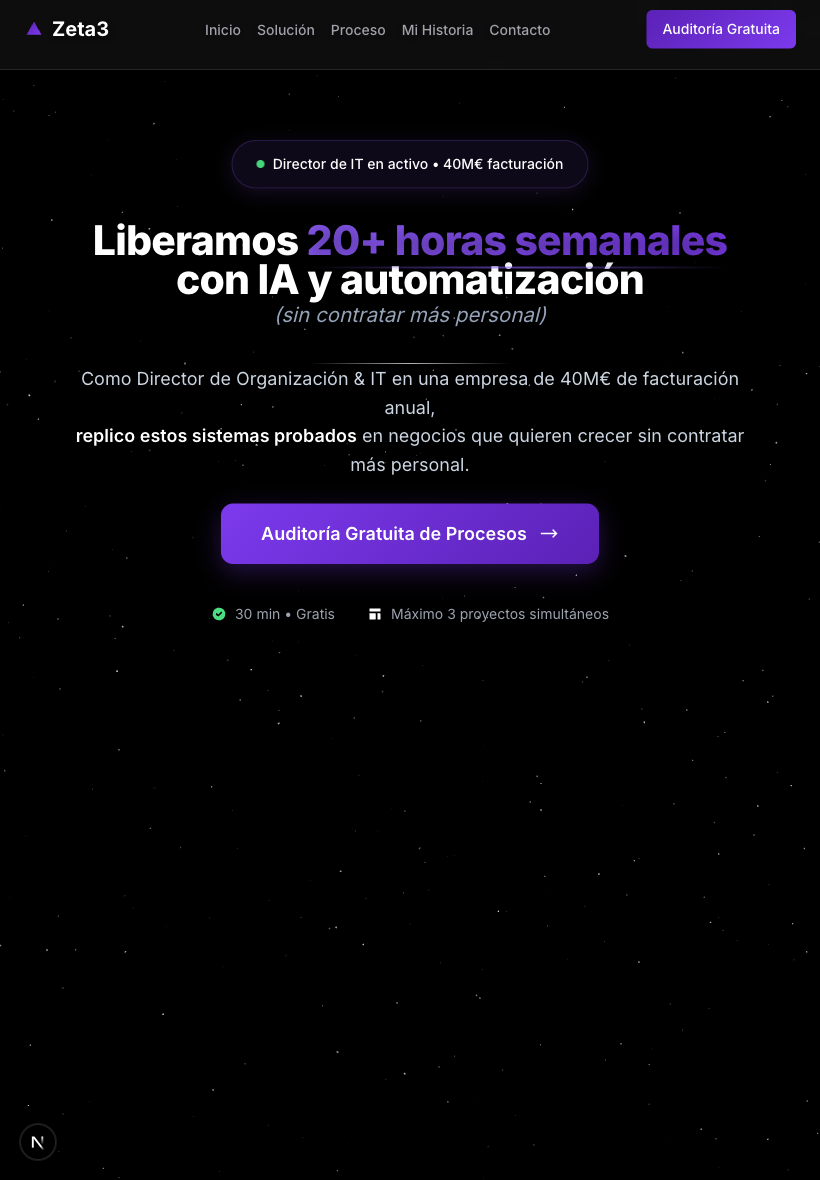 Zeta3
Inicio Solución Proceso Mi Historia Contacto
Auditoría Gratuita
Director de IT en activo • 40M€ facturación
Liberamos 20+ horas semanales
con IA y automatización
(sin contratar más personal)
Como Director de Organización & IT en una empresa de 40M€ de facturación
anual,
replico estos sistemas probados en negocios que quieren crecer sin contratar
más personal.
Auditoría Gratuita de Procesos →
30 min • Gratis
Máximo 3 proyectos simultáneos
N